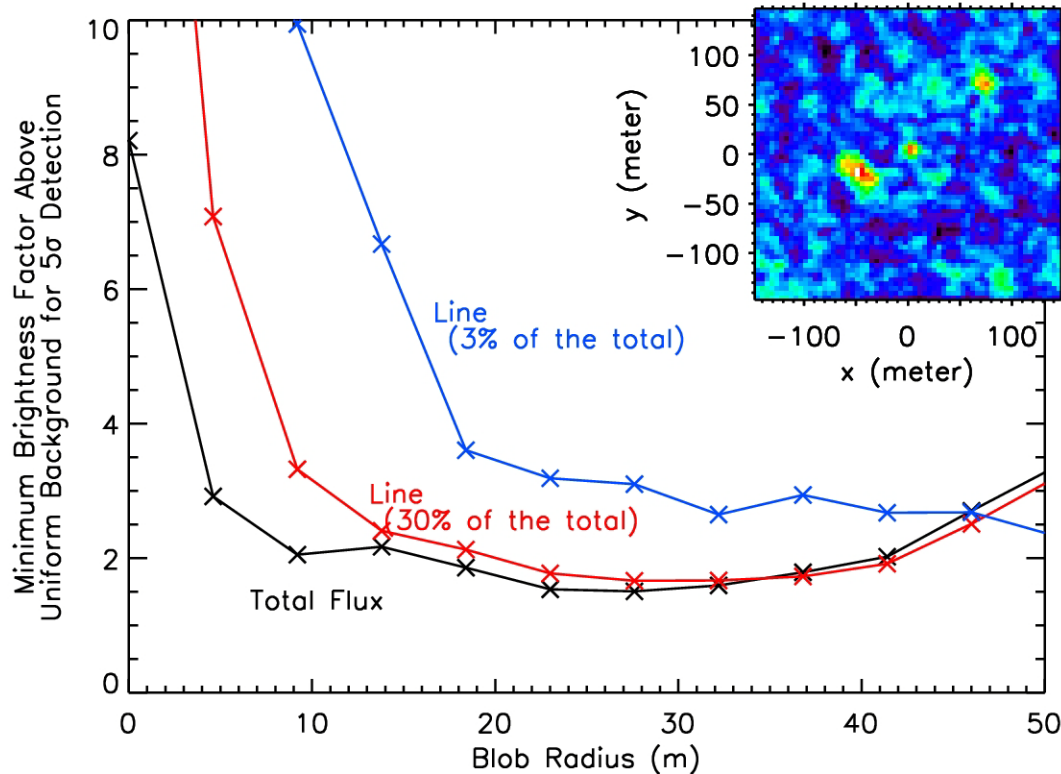 Minimum Brightness Factor Above
Uniform Background for 5σ Detection
10
8
6
4
2
0
0
10
20
30
40
50
Blob Radius (m)
Line
(3% of the total)
Line
(30% of the total)
Total Flux
y (meter)
100
50
0
−50
−100
−100
0
100
x (meter)